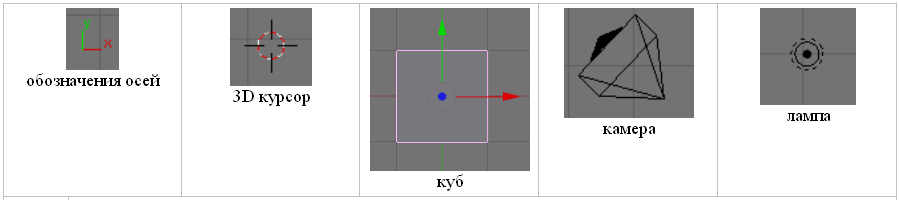 y
x
обозначения осей
3D курсор
куб
камера
лампа